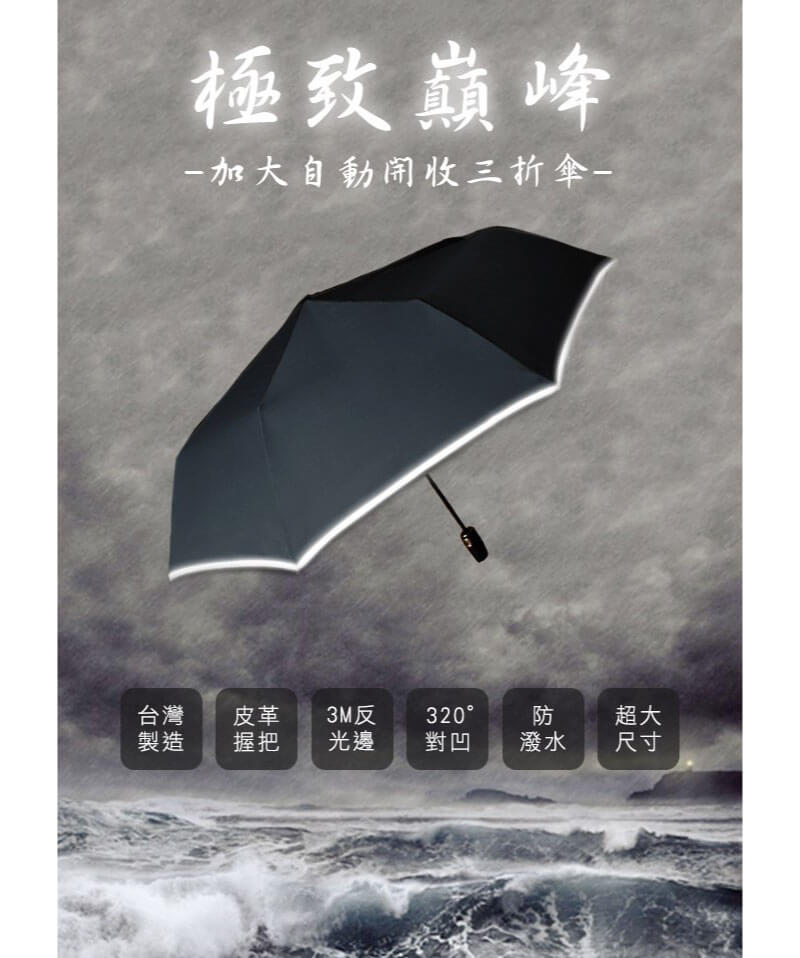 極致巔峰
–加大自動開收三折傘–
台灣
製造
皮革
握把
3M反
光邊
320°
對凹
防
潑水
超大
尺寸